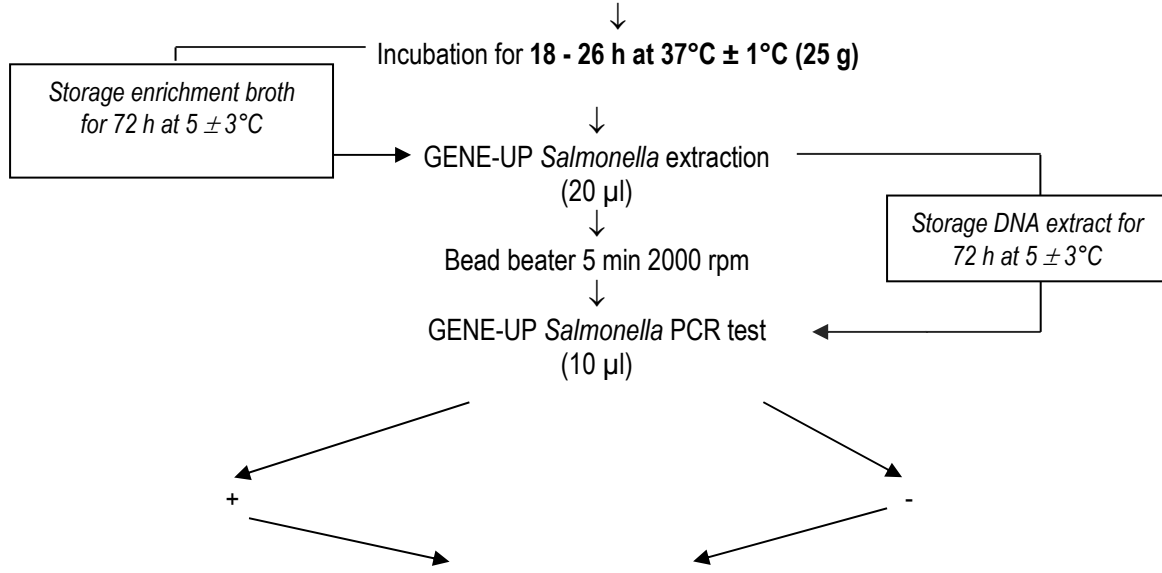 Incubation for 18 - 26 h at 37°C ± 1°C (25 g)
Storage enrichment broth
for 72 h at 5 ± 3°C
GENE-UP Salmonella extraction
(20 µl)
Storage DNA extract for
72 h at 5 ± 3°C
Bead beater 5 min 2000 rpm
GENE-UP Salmonella PCR test
(10 µl)
+
-